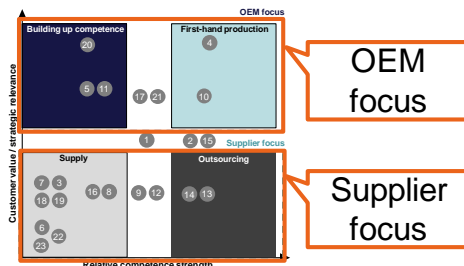 OEM focus
Building up competence
First-hand production
20
4
5 11
17 21
10
OEM
focus
1
2 15
Supplier focus
Supply
Outsourcing
7 3
16 8
9 12
14 13
18 19
6
22
23
Supplier
focus
Customer value / strategic relevance
Relative competence strength